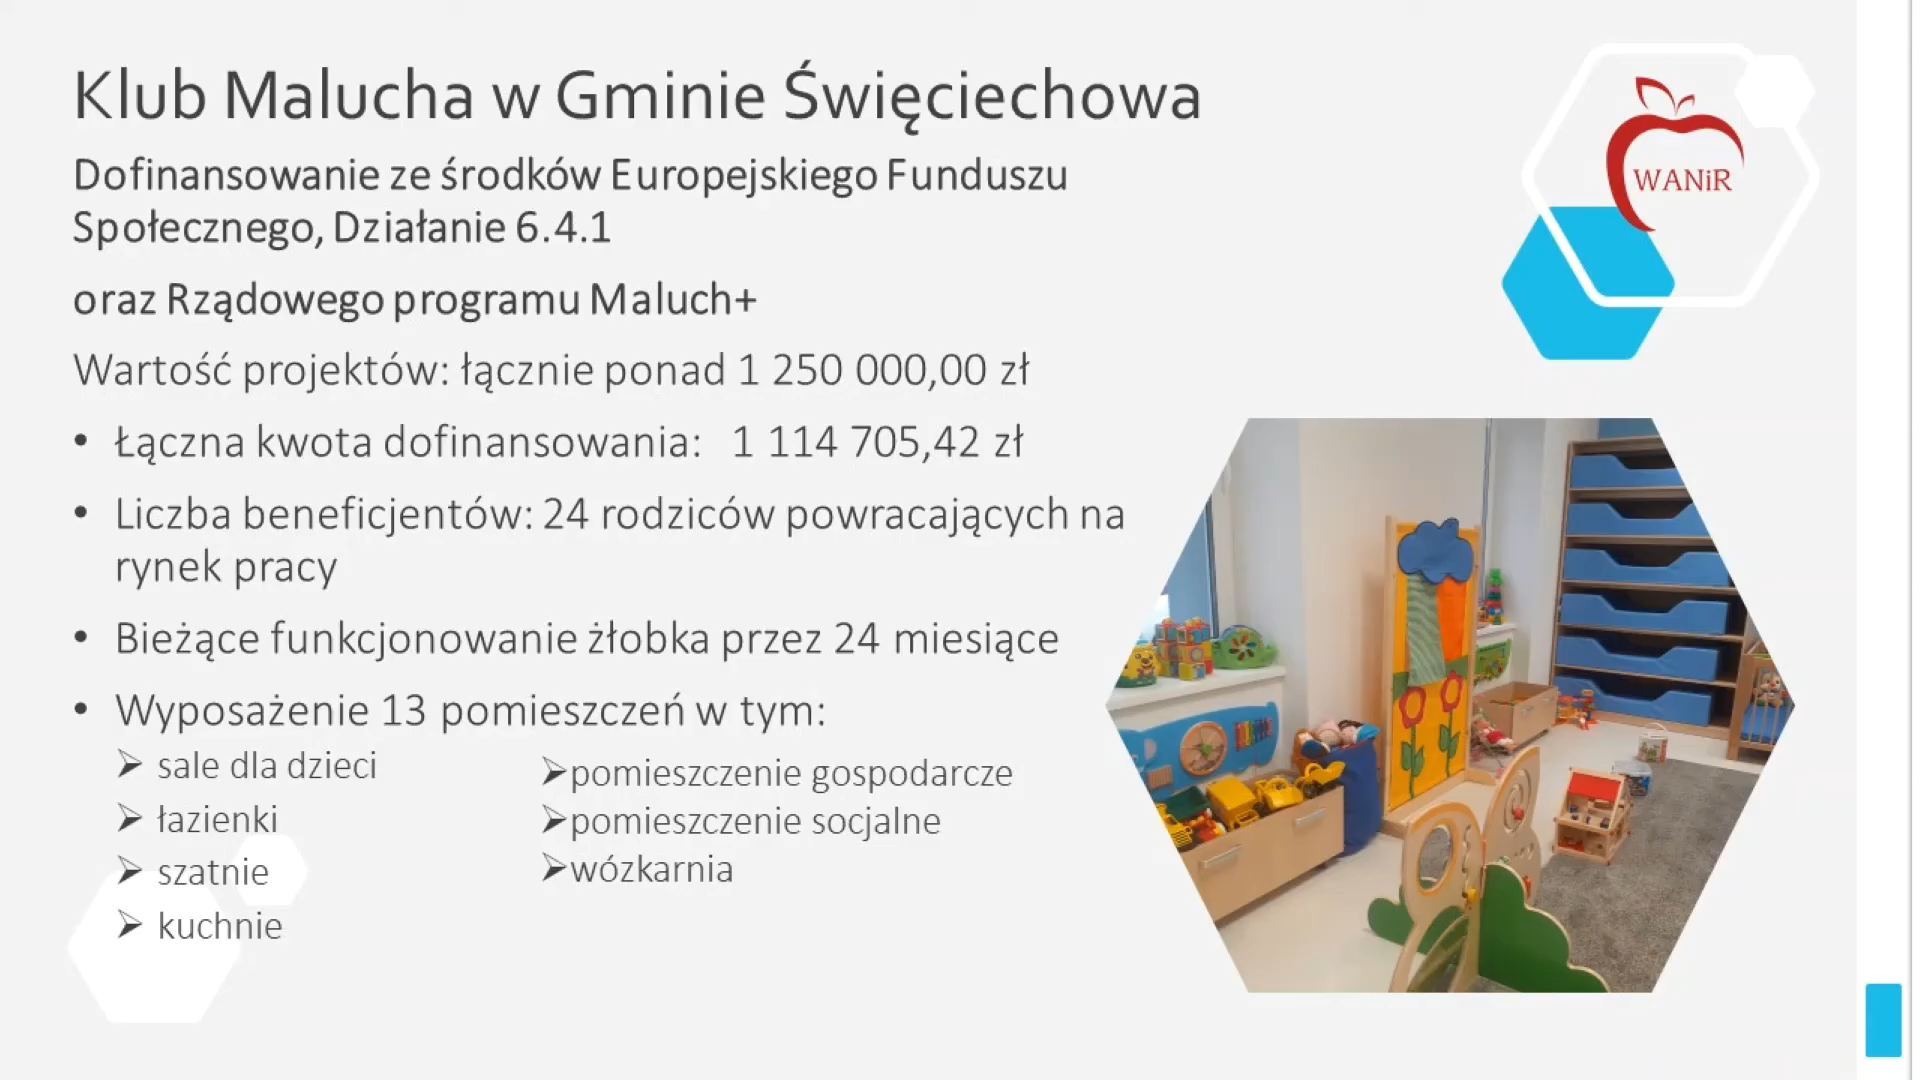 Klub Malucha w Gminie Święciechowa
WANiR
Dofinansowanie ze środków Europejskiego Funduszu
Społecznego, Działanie 6.4.1
oraz Rządowego programu Maluch+
Wartość projektów: łącznie ponad 1 250 000,00 zł
• Łączna kwota dofinansowania: 1 114 705,42 zł
• Liczba beneficjentów: 24 rodziców powracających na
rynek pracy
• Bieżące funkcjonowanie żłobka przez 24 miesiące
• Wyposażenie 13 pomieszczeń w tym:
➢ sale dla dzieci
➢ łazienki
➢ szatnie
➢ kuchnie
➢pomieszczenie gospodarcze
➢pomieszczenie socjalne
➢wózkarnia